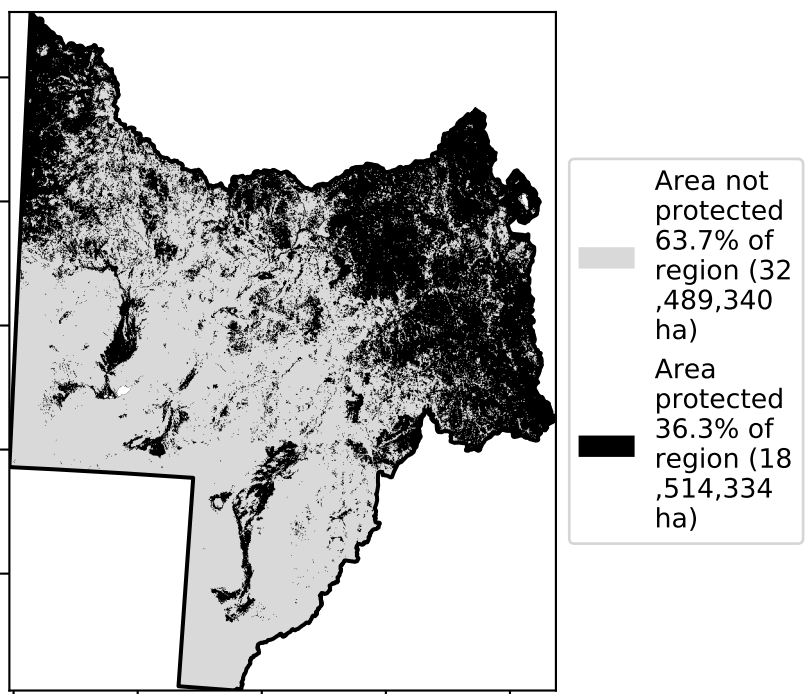 Area not
protected
63.7% of
region (32
,489,340
ha)
Area
protected
36.3% of
region (18
,514,334
ha)